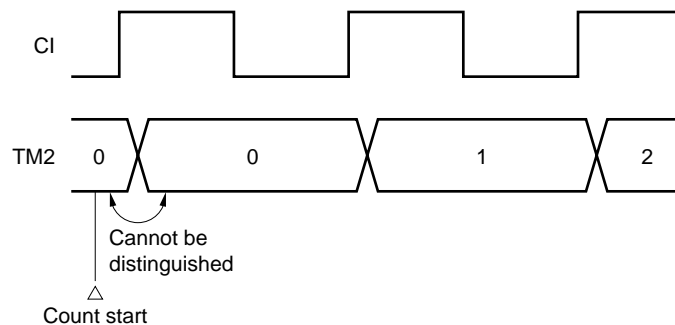 CI
TM2 0 0 1 2
Cannot be
distinguished
Count start